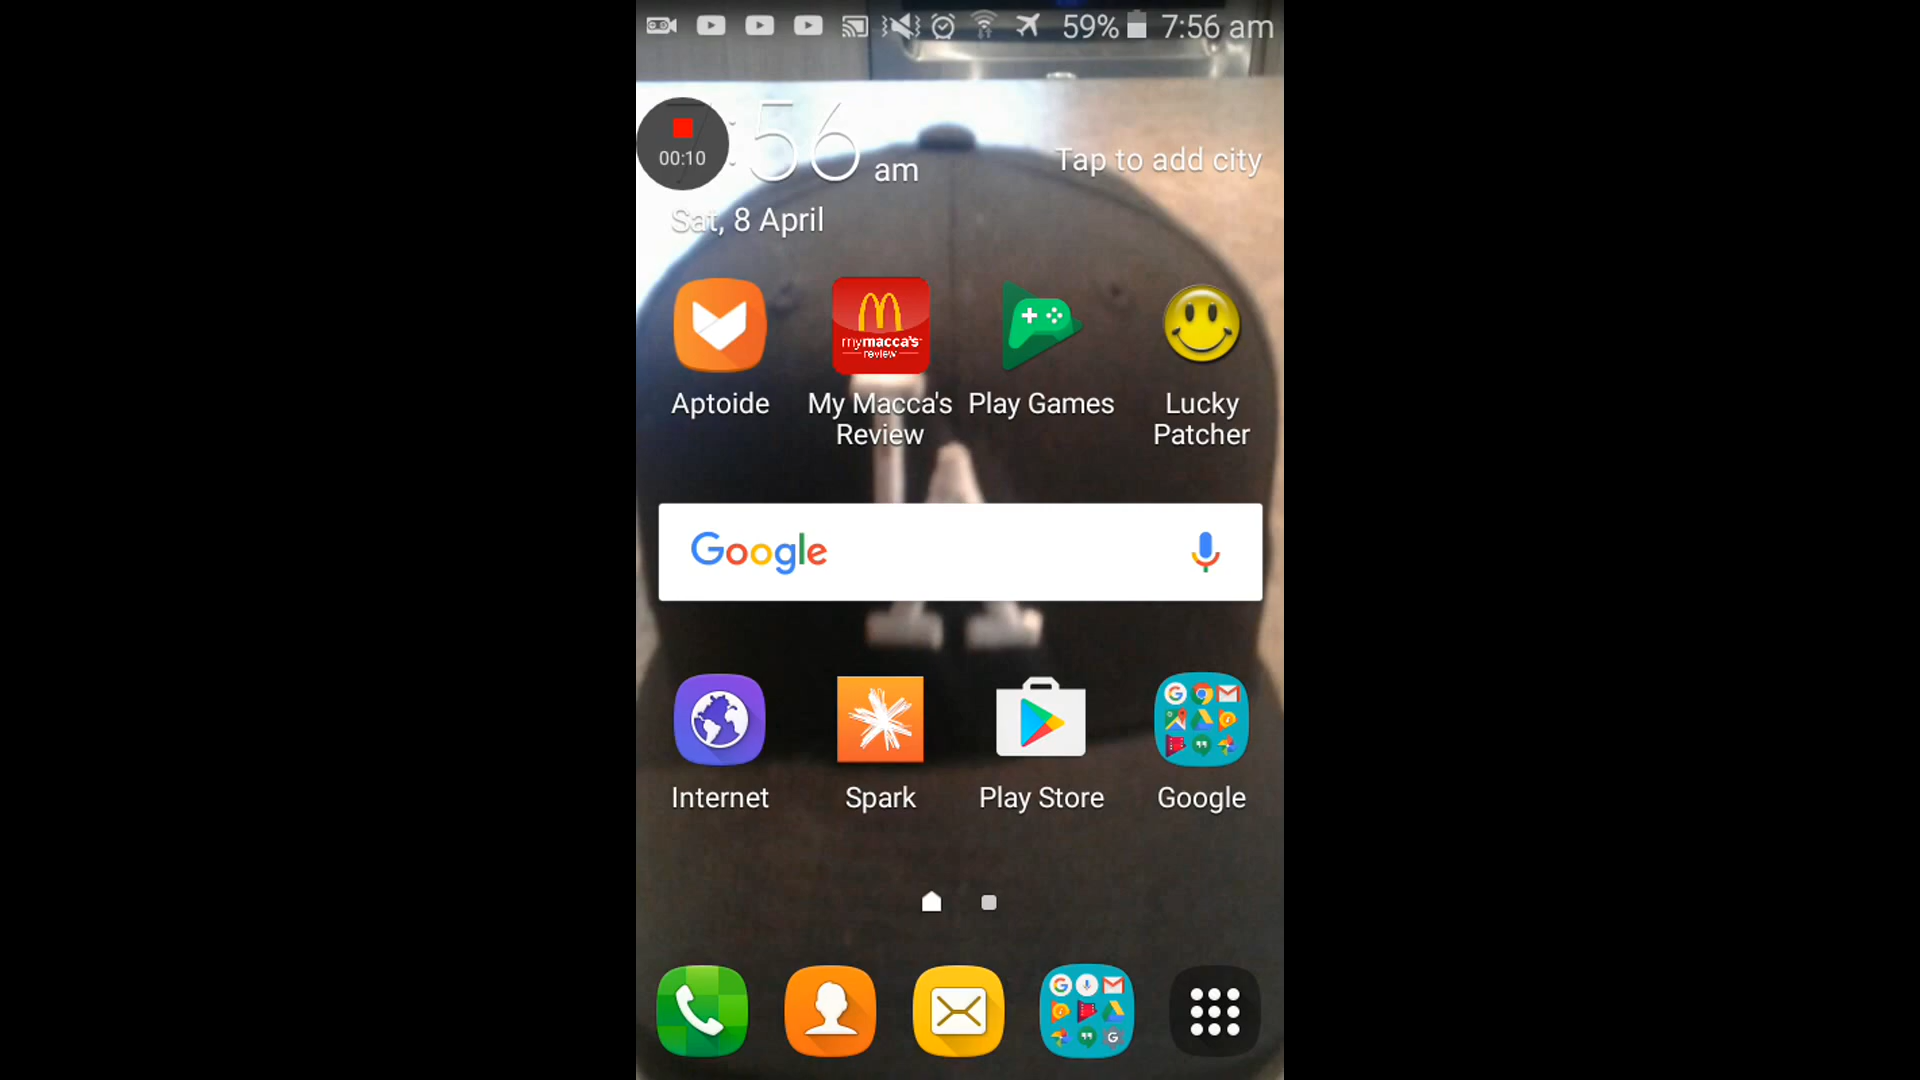 59% 7:56 am
00:10
:56 am
Tap to add city
Sat, 8 April
mymacca's
review
Aptoide
My Macca's
Review
Play Games
Lucky
Patcher
Google
Internet
Spark
Play Store
Google